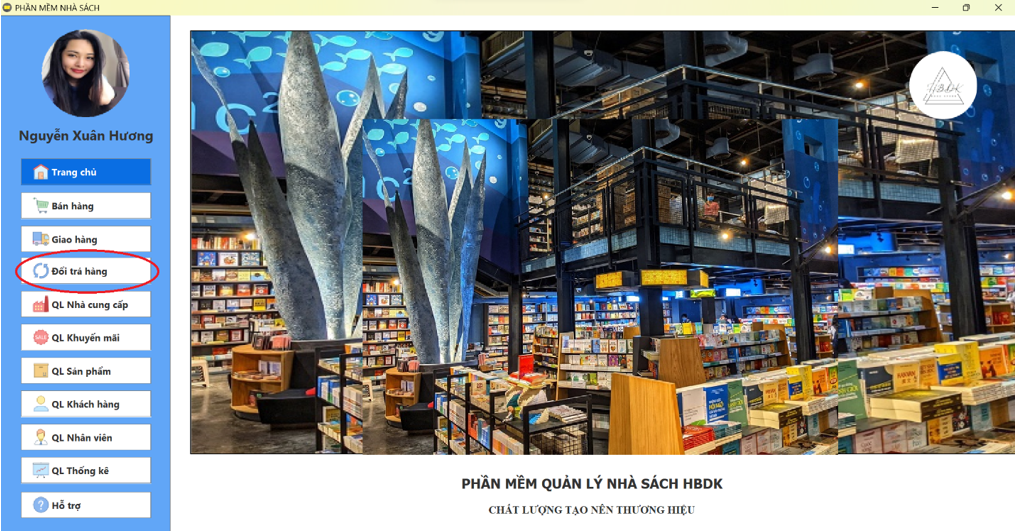 PHẦN MỀM NHÀ SÁCH
Nguyễn Xuân Hương
Trang chủ
Bán hàng
Giao hàng
Đổi trả hàng
QL Nhà cung cấp
QL Khuyến mãi
QL Sản phẩm
QL Khách hàng
QL Nhân viên
QL Thống kê
Hỗ trợ
HBDK
PHẦN MỀM QUẢN LÝ NHÀ SÁCH HBDK
CHẤT LƯỢNG TẠO NÊN THƯƠNG HIỆU